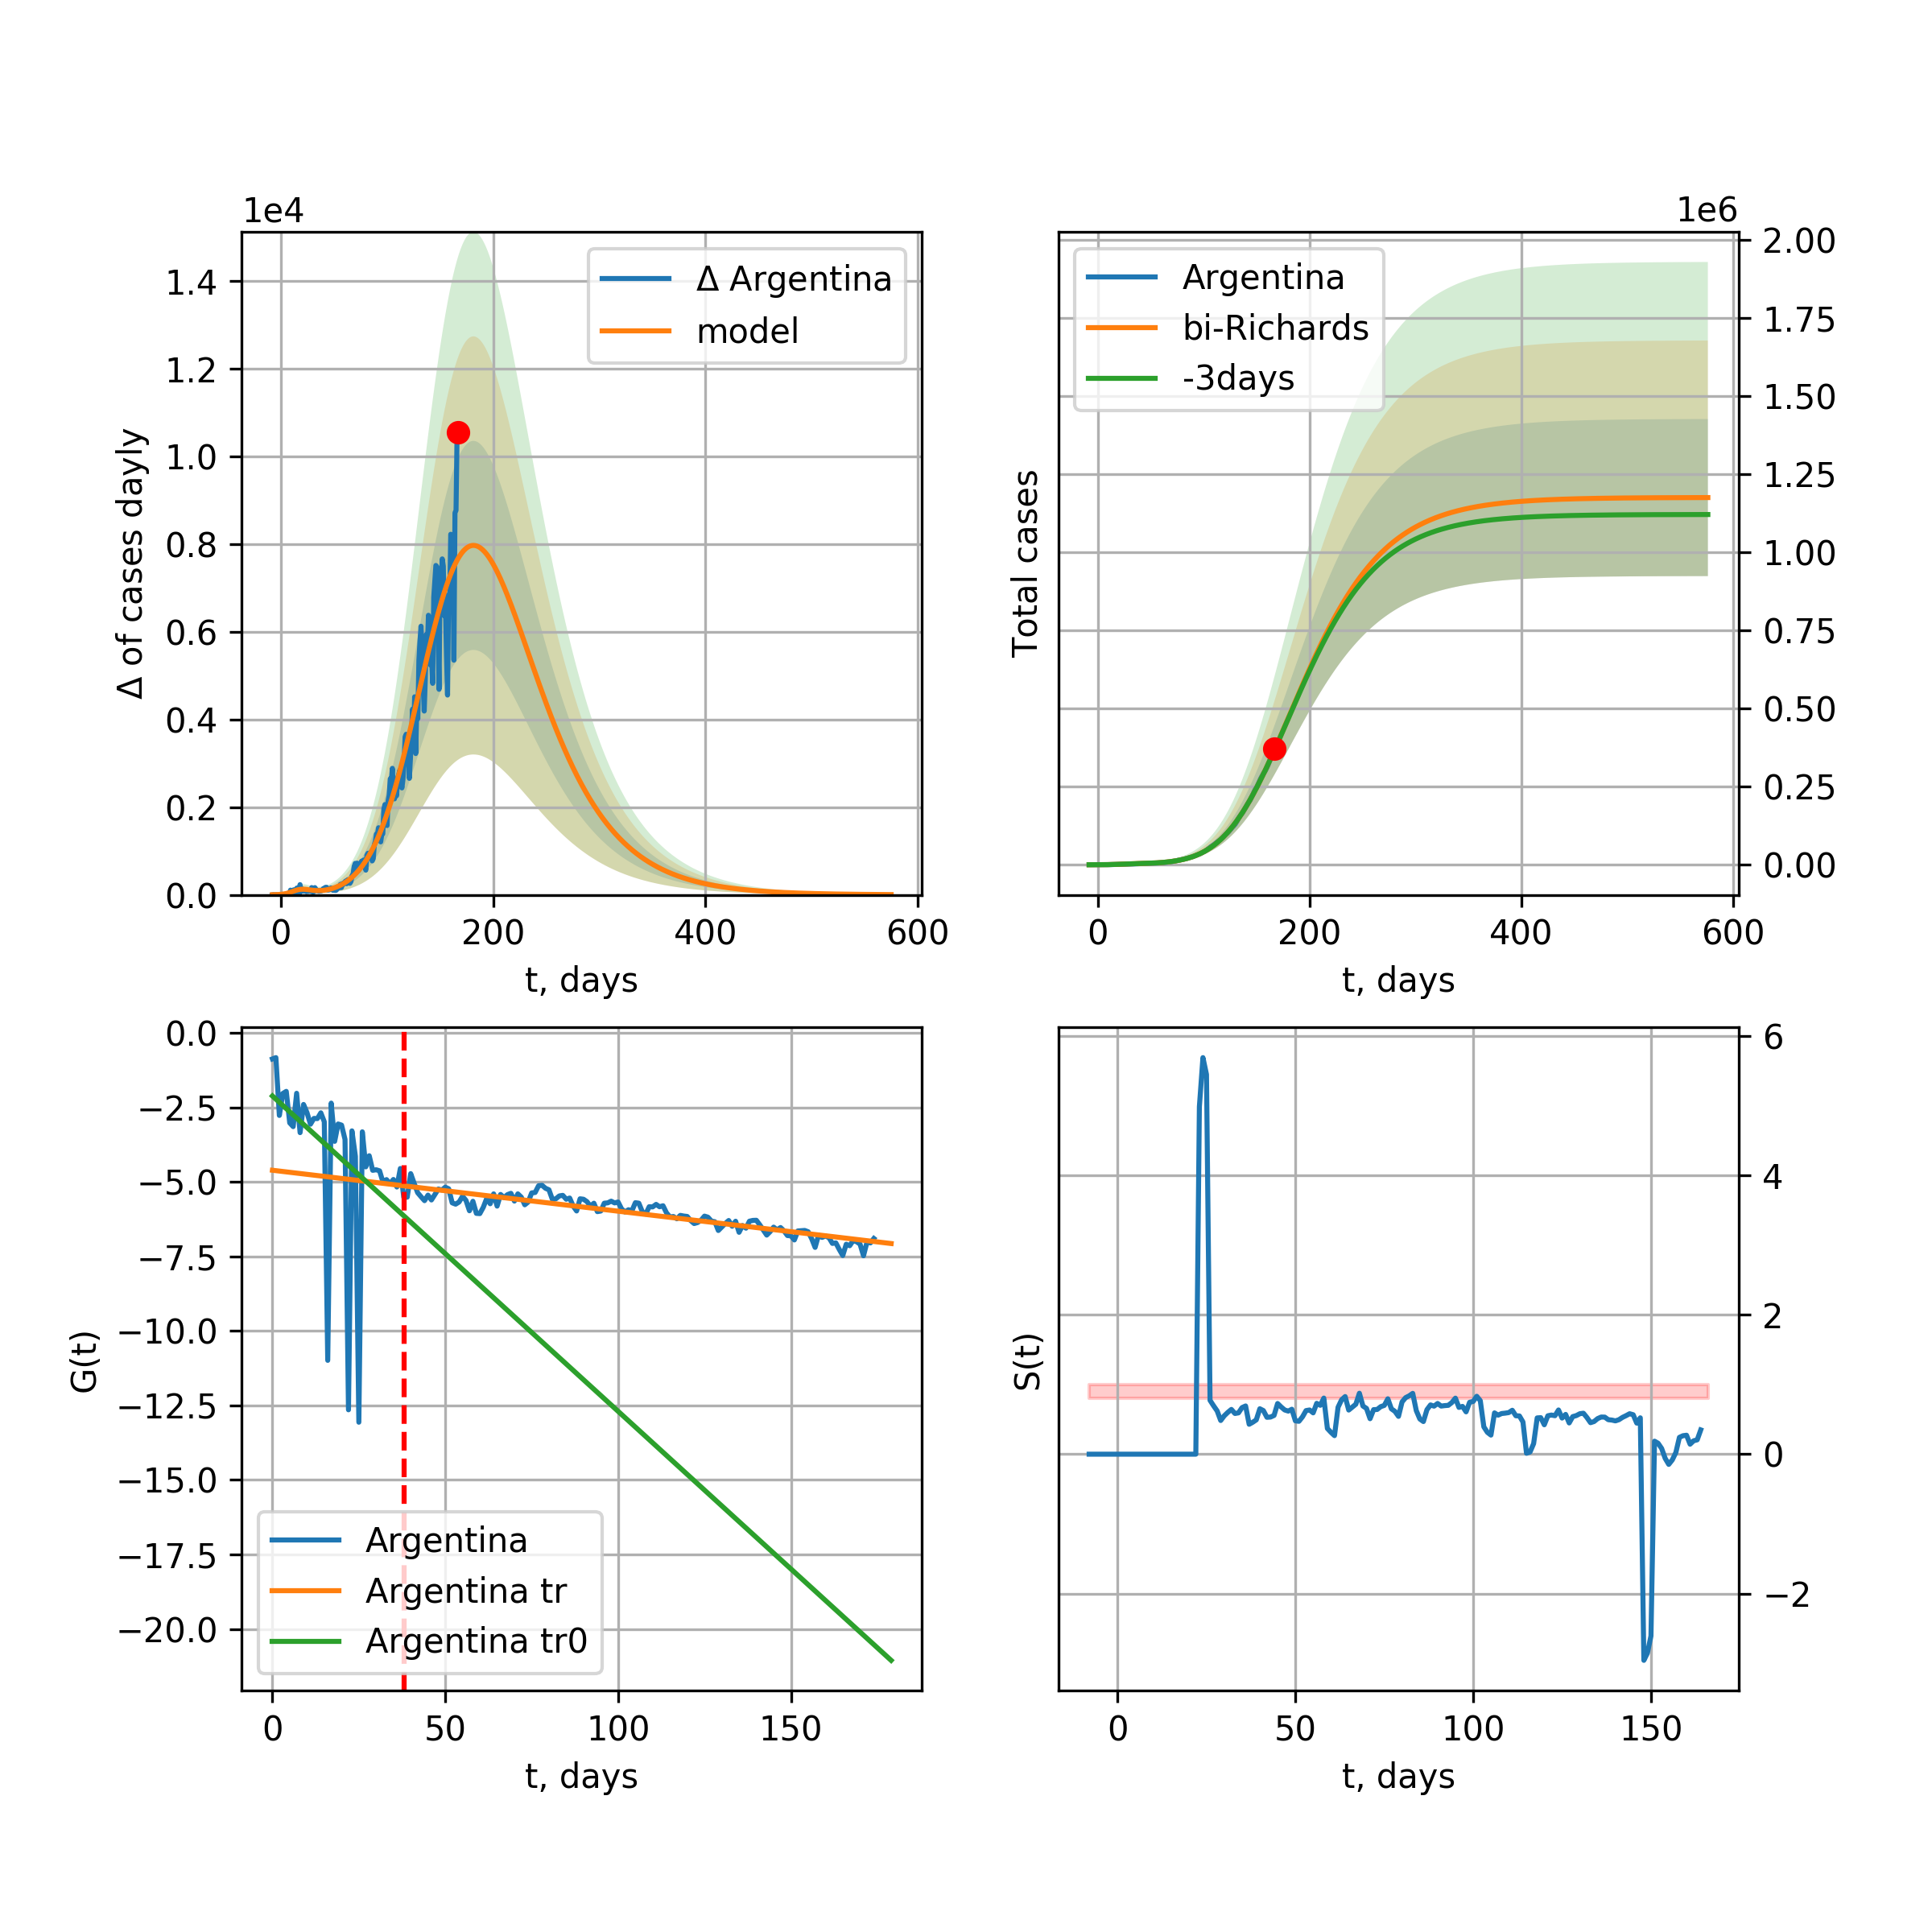 1e4
1.4
1.2
1.0
0.8
0.6
0.4
0.2
0.0
Δ of cases dayly
Δ Argentina
model
0 200 400 600
t, days
1e6
2.00
1.75
1.50
1.25
1.00
0.75
0.50
0.25
0.00
Total cases
Argentina
bi-Richards
-3days
0 200 400 600
t, days
0.0
−2.5
−5.0
−7.5
−10.0
−12.5
−15.0
−17.5
−20.0
G(t)
Argentina
Argentina tr
Argentina tr0
0 50 100 150
t, days
6
4
2
0
−2
S(t)
0 50 100 150
t, days